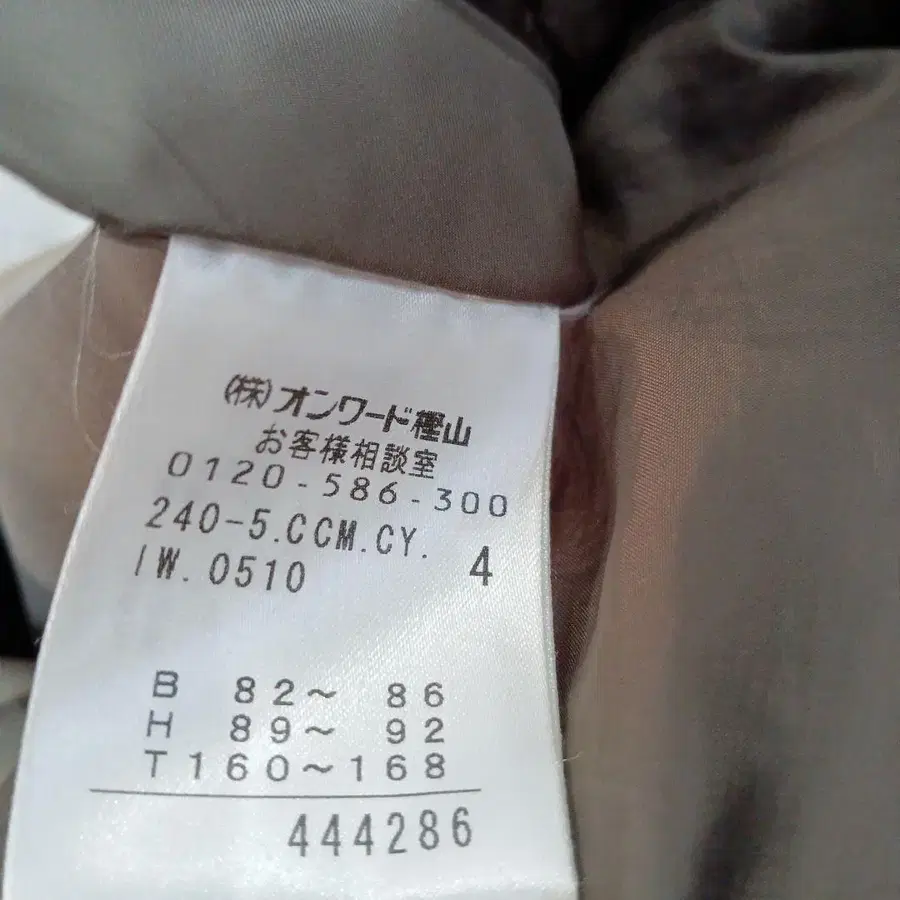 (株)オンワード樫山
お客様相談室
0120-586-300
240-5.CCM.CY. 4
IW.0510
B 82～ 86
H 89～ 92
T160～168
444286